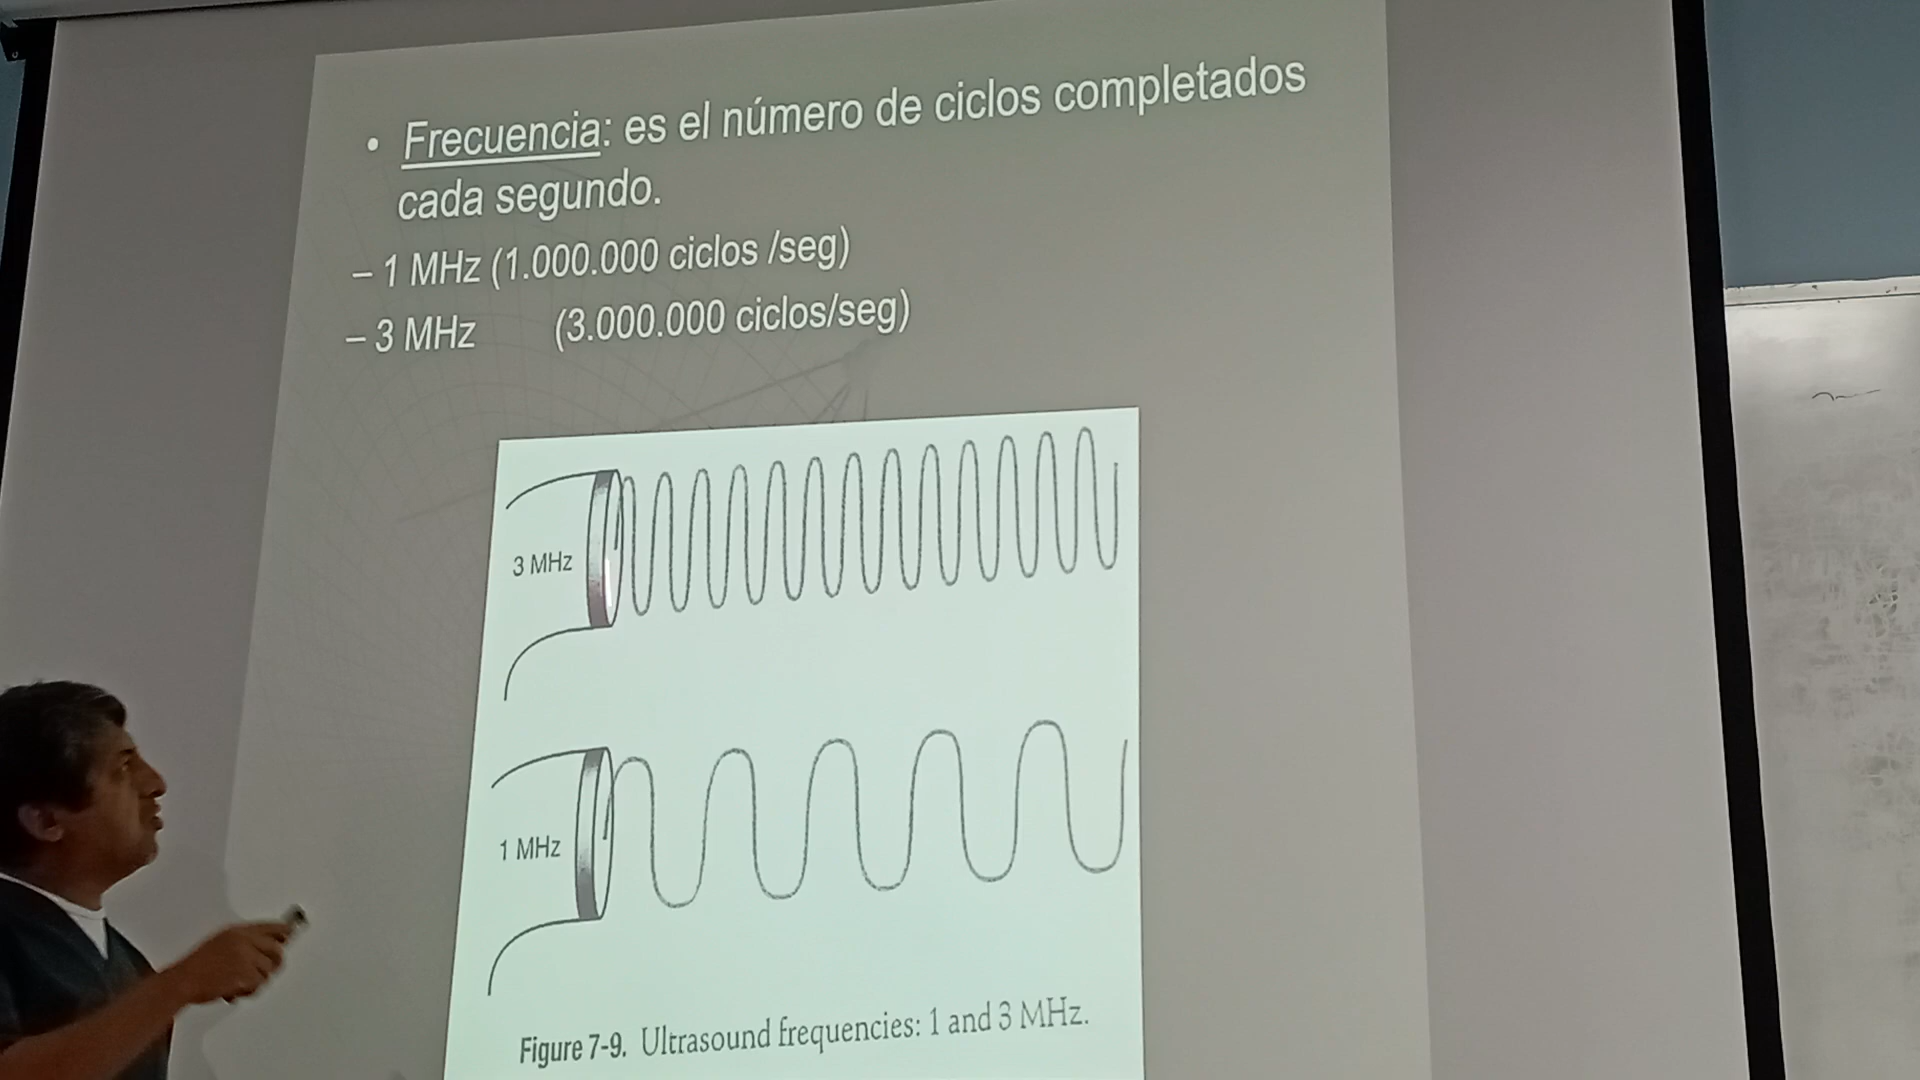 • Frecuencia: es el número de ciclos completados
cada segundo.
– 1 MHz (1.000.000 ciclos /seg)
– 3 MHz (3.000.000 ciclos/seg)
3 MHz
1 MHz
Figure 7-9. Ultrasound frequencies: 1 and 3 MHz.